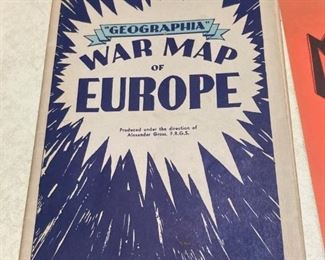 "GEOGRAPHIA"
WAR MAP
OF
EUROPE
Produced under the direction of
Alexander Gross, F.R.G.S.